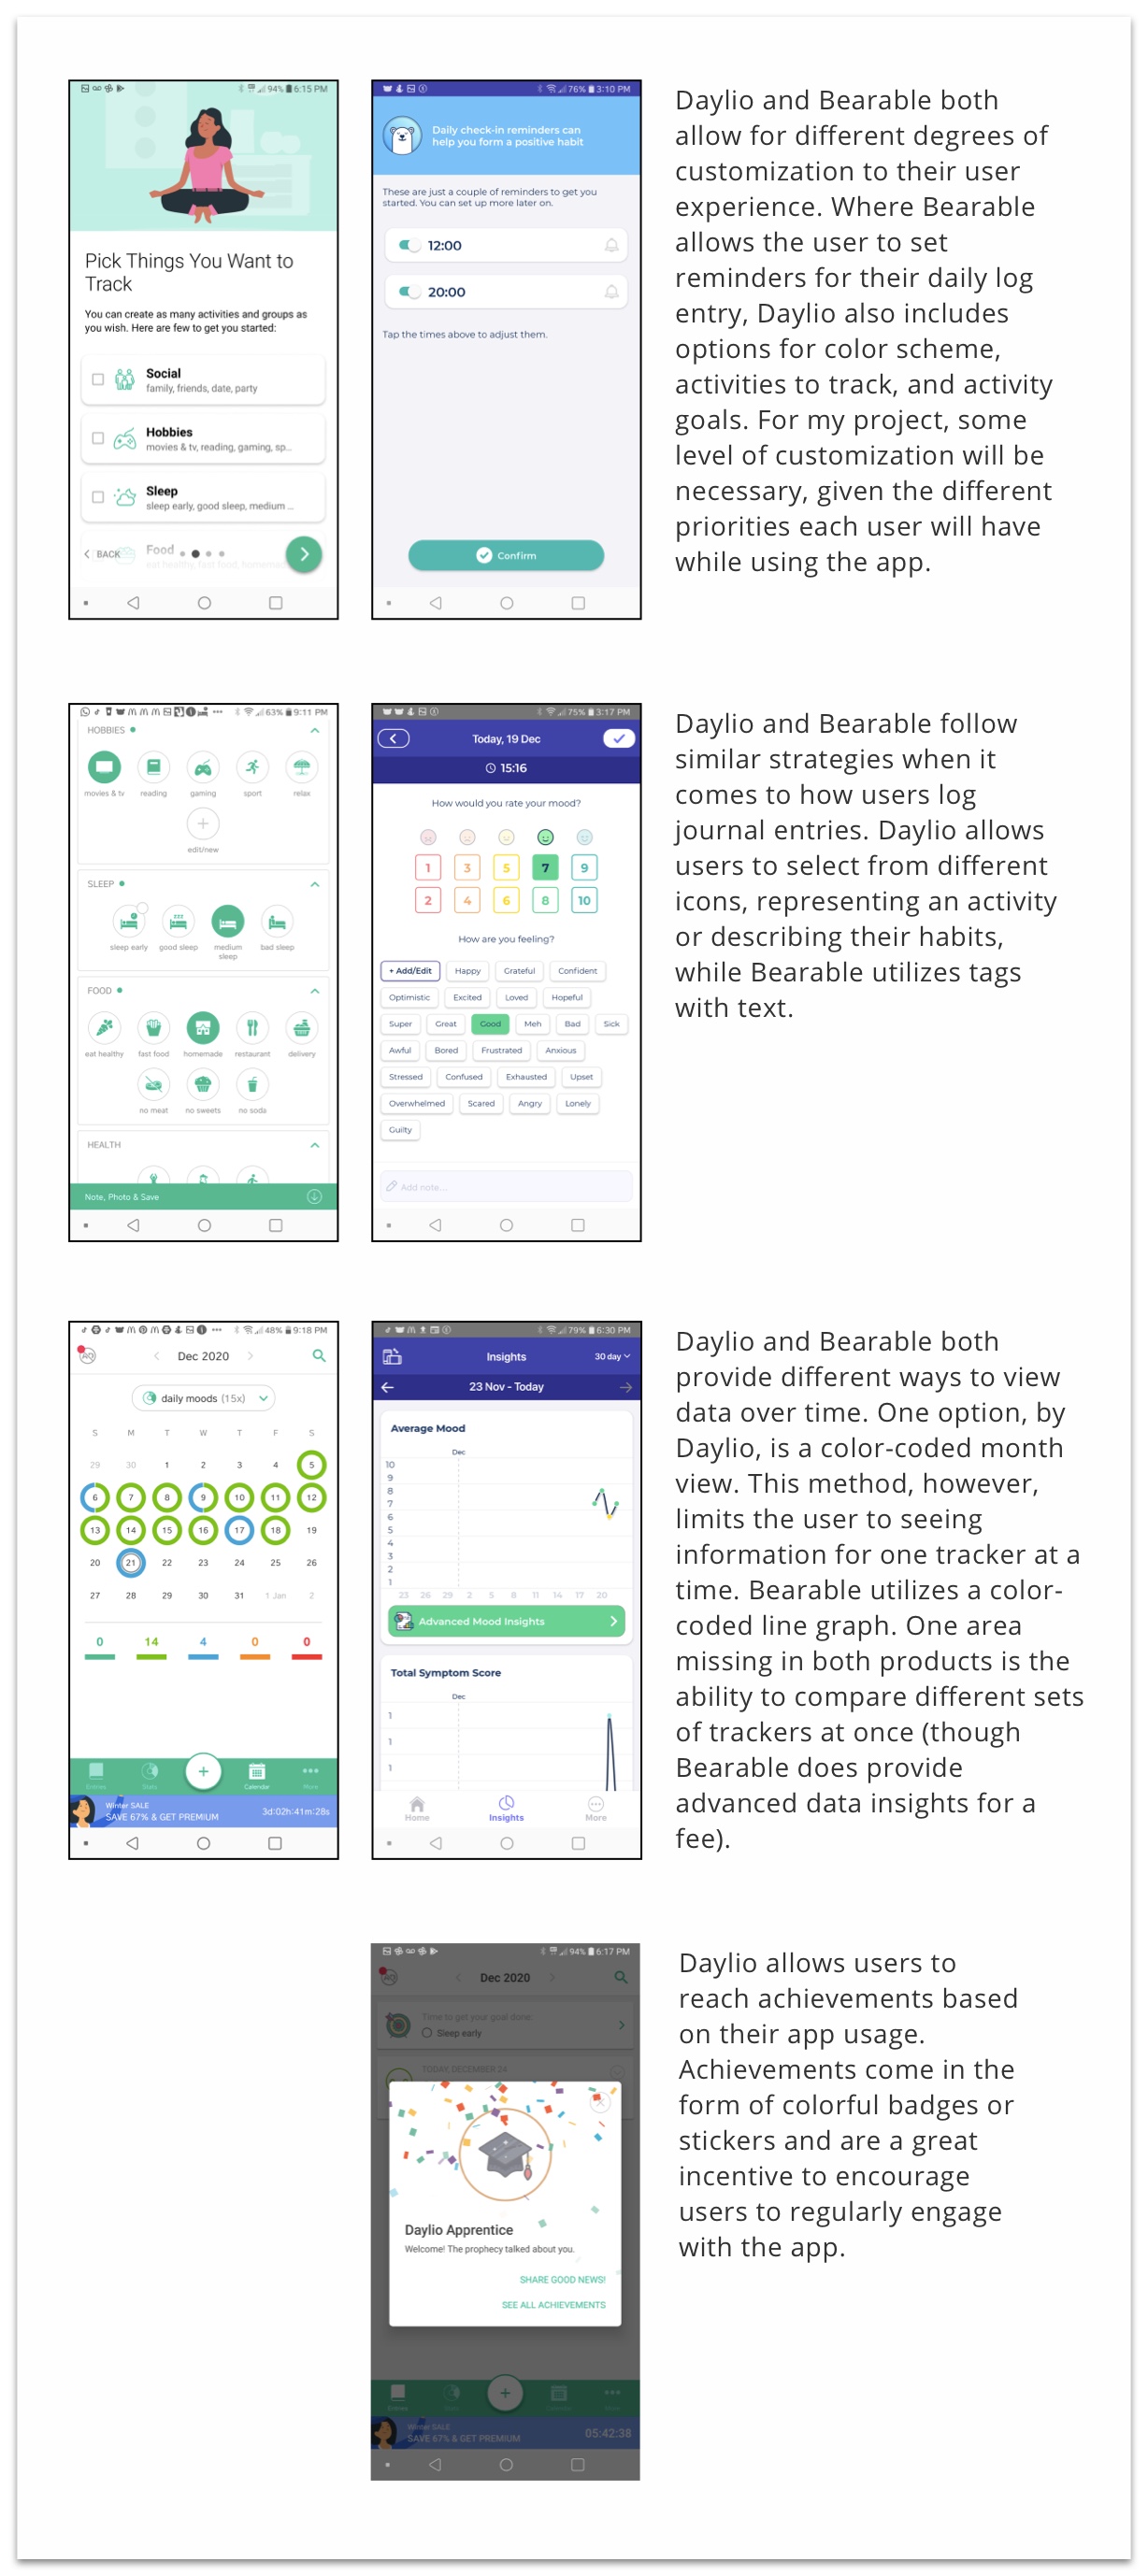 94% 6:15 PM
Pick Things You Want to
Track
You can create as many activities and groups as
you wish. Here are few to get you started:
Social
family, friends, date, party
Hobbies
movies & tv, reading, gaming, sp...
Sleep
sleep early, good sleep, medium ...
BACK
Food
eat healthy, fast food, homemade
76% 3:10 PM
Daily check-in reminders can
help you form a positive habit
These are just a couple of reminders to get you
started. You can set up more later on.
12:00
20:00
Tap the times above to adjust them.
Confirm
Daylio and Bearable both
allow for different degrees of
customization to their user
experience. Where Bearable
allows the user to set
reminders for their daily log
entry, Daylio also includes
options for color scheme,
activities to track, and activity
goals. For my project, some
level of customization will be
necessary, given the different
priorities each user will have
while using the app.
63% 9:11 PM
HOBBIES
movies & tv reading gaming sport relax
edit/new
SLEEP
sleep early good sleep medium sleep bad sleep
FOOD
eat healthy fast food homemade restaurant delivery
no meat no sweets no soda
HEALTH
Note, Photo & Save
75% 3:17 PM
Today, 19 Dec
15:16
How would you rate your mood?
1 3 5 7 9
2 4 6 8 10
How are you feeling?
+ Add/Edit Happy Grateful Confident
Optimistic Excited Loved Hopeful
Super Great Good Meh Bad Sick
Awful Bored Frustrated Anxious
Stressed Confused Exhausted Upset
Overwhelmed Scared Angry Lonely
Guilty
Add note...
Daylio and Bearable follow
similar strategies when it
comes to how users log
journal entries. Daylio allows
users to select from different
icons, representing an activity
or describing their habits,
while Bearable utilizes tags
with text.
48% 9:18 PM
Dec 2020
daily moods (15x)
S M T W T F S
29 30 1 2 3 4 5
6 7 8 9 10 11 12
13 14 15 16 17 18 19
20 21 22 23 24 25 26
27 28 29 30 31 1 Jan 2
0 14 4 0 0
Entries Stats + Calendar More
Winter SALE
SAVE 67% & GET PREMIUM 3d:02h:41m:28s
79% 6:30 PM
Insights 30 day
23 Nov - Today
Average Mood
Dec
10
9
8
7
6
5
4
3
2
1
23 26 29 2 5 8 11 14 17 20
Advanced Mood Insights
Total Symptom Score
Dec
1
1
1
Home Insights More
Daylio and Bearable both
provide different ways to view
data over time. One option, by
Daylio, is a color-coded month
view. This method, however,
limits the user to seeing
information for one tracker at a
time. Bearable utilizes a color-
coded line graph. One area
missing in both products is the
ability to compare different sets
of trackers at once (though
Bearable does provide
advanced data insights for a
fee).
94% 6:17 PM
Dec 2020
Time to get your goal done:
Sleep early
TODAY, DECEMBER 24
Daylio Apprentice
Welcome! The prophecy talked about you.
SHARE GOOD NEWS!
SEE ALL ACHIEVEMENTS
Winter SALE
SAVE 67% & GET PREMIUM 05:42:38
Daylio allows users to
reach achievements based
on their app usage.
Achievements come in the
form of colorful badges or
stickers and are a great
incentive to encourage
users to regularly engage
with the app.